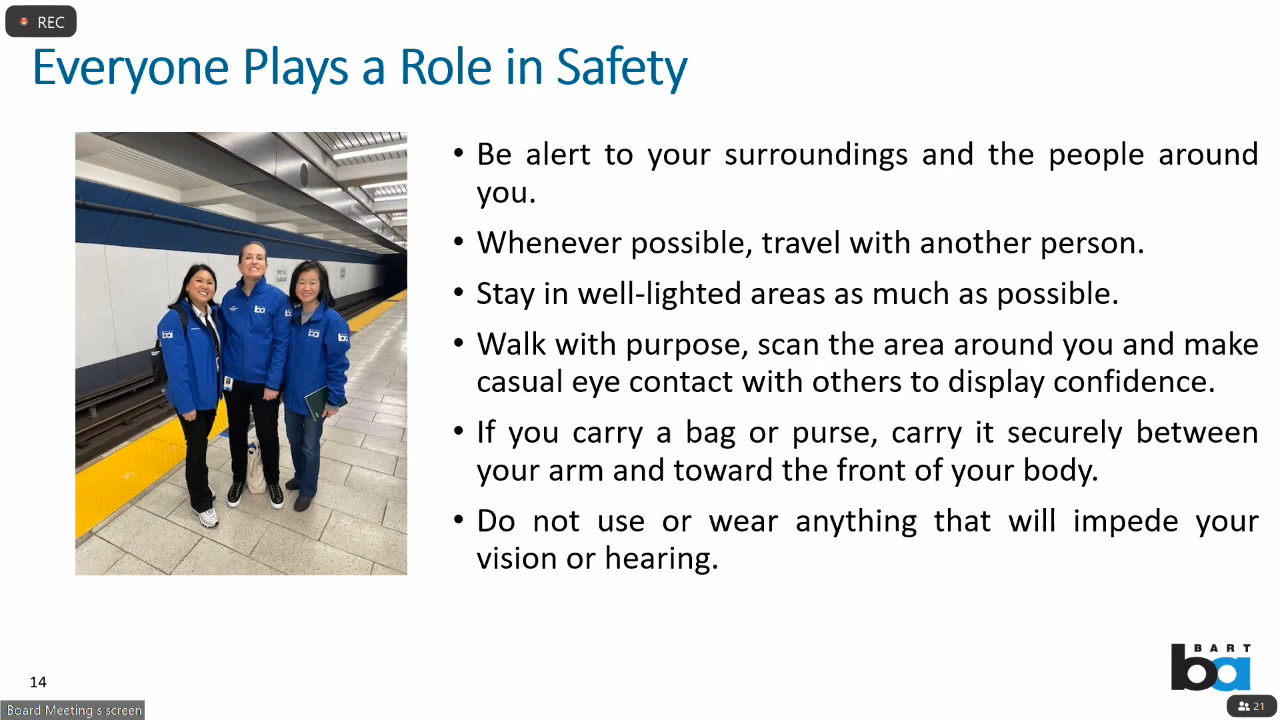 REC
Everyone Plays a Role in Safety
• Be alert to your surroundings and the people around
you.
• Whenever possible, travel with another person.
• Stay in well-lighted areas as much as possible.
• Walk with purpose, scan the area around you and make
casual eye contact with others to display confidence.
• If you carry a bag or purse, carry it securely between
your arm and toward the front of your body.
• Do not use or wear anything that will impede your
vision or hearing.
BART
ba
14
Board Meeting's screen
21